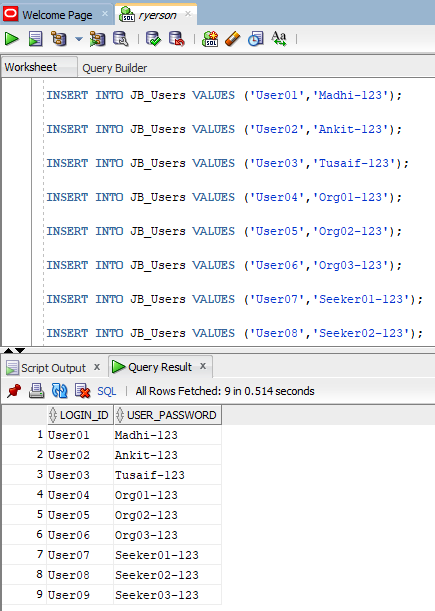 Welcome Page ryerson
Worksheet Query Builder
INSERT INTO JB_Users VALUES ('User01','Madhi-123');
INSERT INTO JB_Users VALUES ('User02','Ankit-123');
INSERT INTO JB_Users VALUES ('User03','Tusaif-123');
INSERT INTO JB_Users VALUES ('User04','Org01-123');
INSERT INTO JB_Users VALUES ('User05','Org02-123');
INSERT INTO JB_Users VALUES ('User06','Org03-123');
INSERT INTO JB_Users VALUES ('User07','Seeker01-123');
INSERT INTO JB_Users VALUES ('User08','Seeker02-123');
Script Output x Query Result x
SQL | All Rows Fetched: 9 in 0.514 seconds
LOGIN_ID USER_PASSWORD
1 User01 Madhi-123
2 User02 Ankit-123
3 User03 Tusaif-123
4 User04 Org01-123
5 User05 Org02-123
6 User06 Org03-123
7 User07 Seeker01-123
8 User08 Seeker02-123
9 User09 Seeker03-123